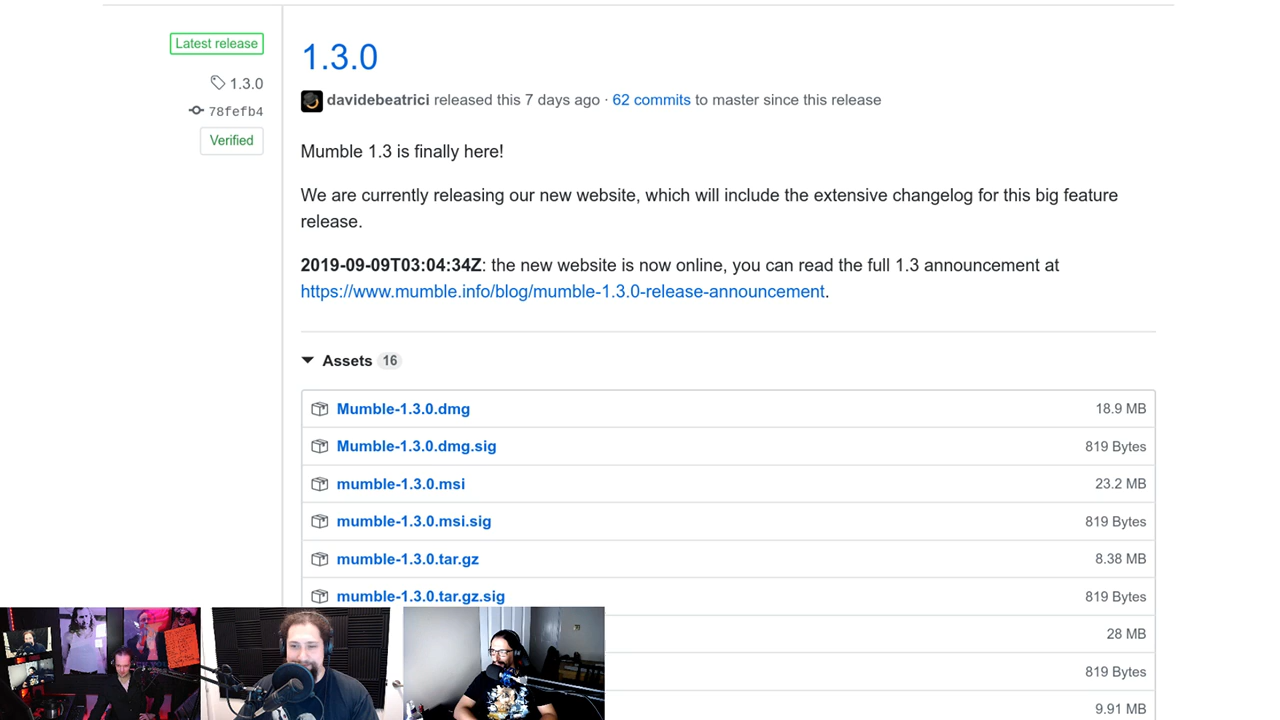 Latest release
1.3.0
78fefb4
Verified
1.3.0
davidebeatrici released this 7 days ago · 62 commits to master since this release
Mumble 1.3 is finally here!
We are currently releasing our new website, which will include the extensive changelog for this big feature
release.
2019-09-09T03:04:34Z: the new website is now online, you can read the full 1.3 announcement at
https://www.mumble.info/blog/mumble-1.3.0-release-announcement.
Assets 16
Mumble-1.3.0.dmg 18.9 MB
Mumble-1.3.0.dmg.sig 819 Bytes
mumble-1.3.0.msi 23.2 MB
mumble-1.3.0.msi.sig 819 Bytes
mumble-1.3.0.tar.gz 8.38 MB
mumble-1.3.0.tar.gz.sig 819 Bytes
28 MB
819 Bytes
9.91 MB